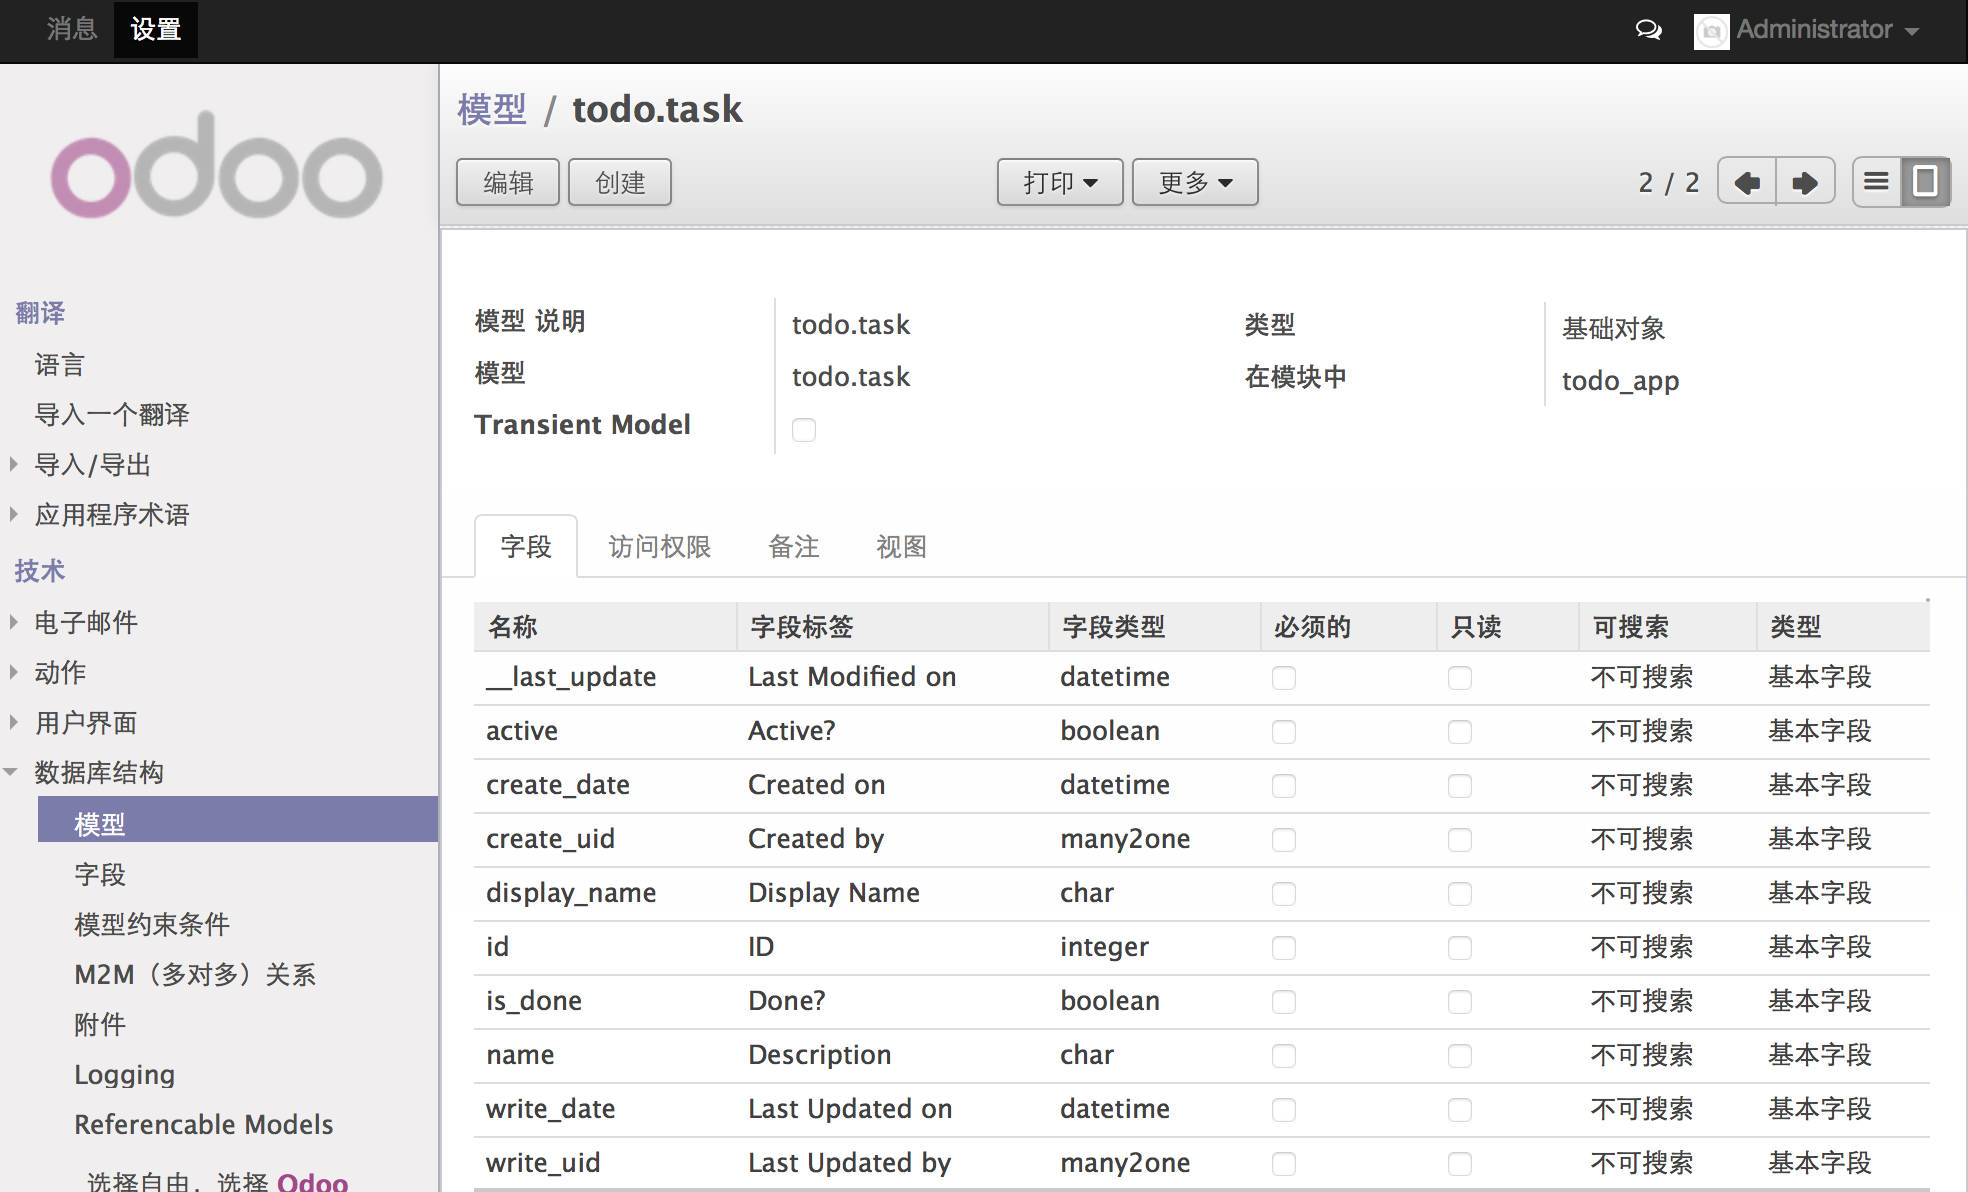 消息 设置 Administrator
odoo
翻译
语言
导入一个翻译
导入/导出
应用程序术语
技术
电子邮件
动作
用户界面
数据库结构
模型
字段
模型约束条件
M2M（多对多）关系
附件
Logging
Referencable Models
选择自由，选择 Odoo
模型 / todo.task
编辑 创建 打印 更多 2 / 2
模型 说明 todo.task 类型 基础对象
模型 todo.task 在模块中 todo_app
Transient Model
字段 访问权限 备注 视图
名称 字段标签 字段类型 必须的 只读 可搜索 类型
__last_update Last Modified on datetime 不可搜索 基本字段
active Active? boolean 不可搜索 基本字段
create_date Created on datetime 不可搜索 基本字段
create_uid Created by many2one 不可搜索 基本字段
display_name Display Name char 不可搜索 基本字段
id ID integer 不可搜索 基本字段
is_done Done? boolean 不可搜索 基本字段
name Description char 不可搜索 基本字段
write_date Last Updated on datetime 不可搜索 基本字段
write_uid Last Updated by many2one 不可搜索 基本字段